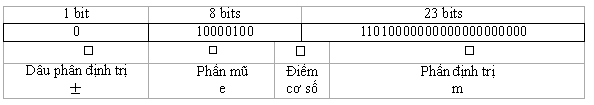 1 bit 8 bits 23 bits
0 10000100 11010000000000000000000
□ □ □ □
Dấu phân định trị Phần mũ Điểm Phần định trị
± e cơ số m